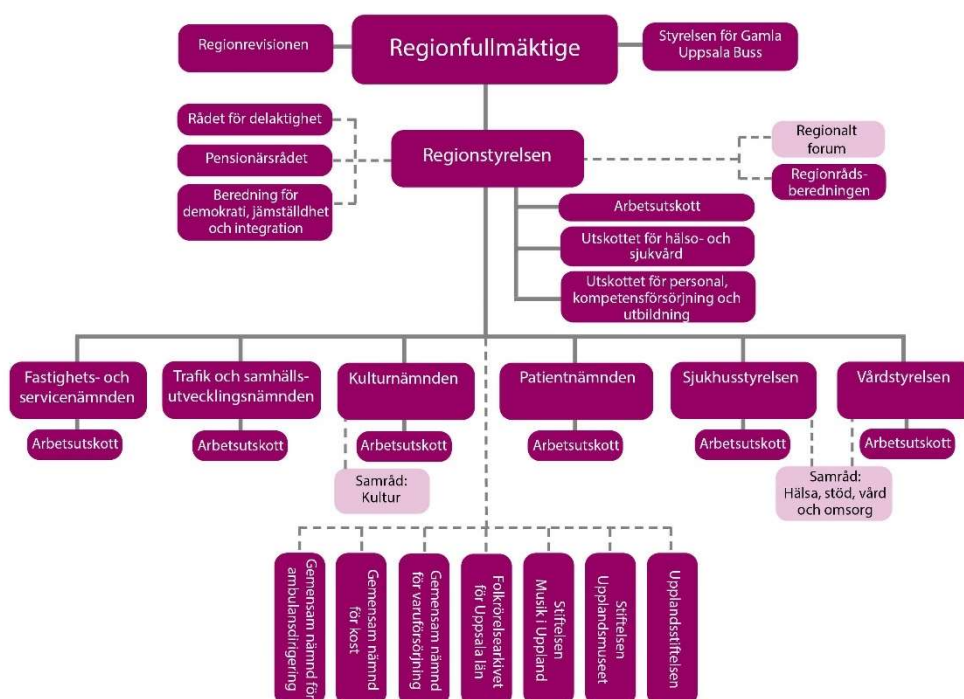 Regionrevisionen
Regionfullmäktige
Styrelsen för Gamla
Uppsala Buss
Rådet för delaktighet
Pensionärsrådet
Beredning för
demokrati, jämställdhet
och integration
Regionstyrelsen
Regionalt
forum
Regionråds-
beredningen
Arbetsutskott
Utskottet för hälso- och
sjukvård
Utskottet för personal,
kompetensförsörjning och
utbildning
Fastighets- och
servicenämnden
Trafik och samhälls-
utvecklingsnämnden
Kulturnämnden
Patientnämnden
Sjukhusstyrelsen
Vårdstyrelsen
Arbetsutskott
Arbetsutskott
Arbetsutskott
Arbetsutskott
Arbetsutskott
Arbetsutskott
Samråd:
Kultur
Samråd:
Hälsa, stöd, vård
och omsorg
Gemensam nämnd för
ambulansdirigering
Gemensam nämnd
för kost
Gemensam nämnd
för varuförsörjning
Folkrörelsearkivet
för Uppsala län
Stiftelsen
Musik i Uppland
Stiftelsen
Upplandsmuseet
Upplandsstiftelsen